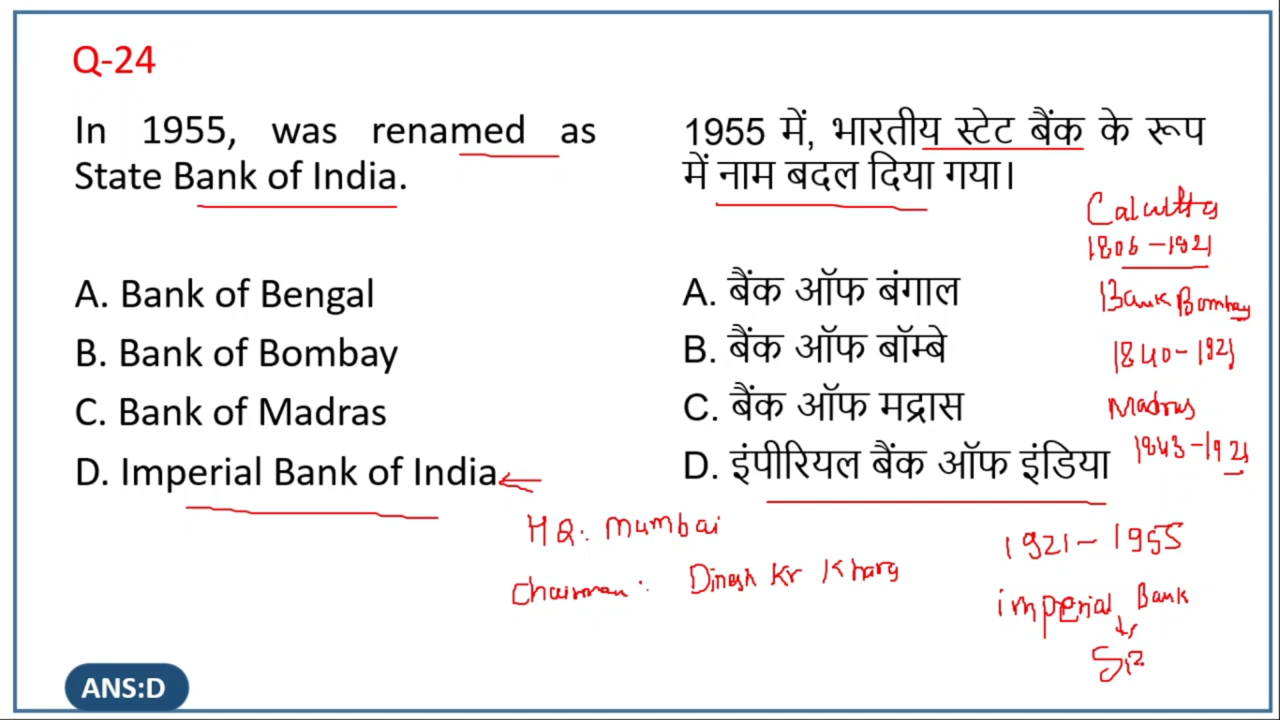 Q-24
In 1955, was renamed as
State Bank of India.
A. Bank of Bengal
B. Bank of Bombay
C. Bank of Madras
D. Imperial Bank of India
1955 में, भारतीय स्टेट बैंक के रूप
में नाम बदल दिया गया।
A. बैंक ऑफ बंगाल
B. बैंक ऑफ बॉम्बे
C. बैंक ऑफ मद्रास
D. इंपीरियल बैंक ऑफ इंडिया
Calcutta
1806-1921
Bank Bombay
1840-1921
Madras
1843-1921
HQ: Mumbai
Chairman: Dinesh Kr Khara
1921-1955
imperial Bank
ANS:D